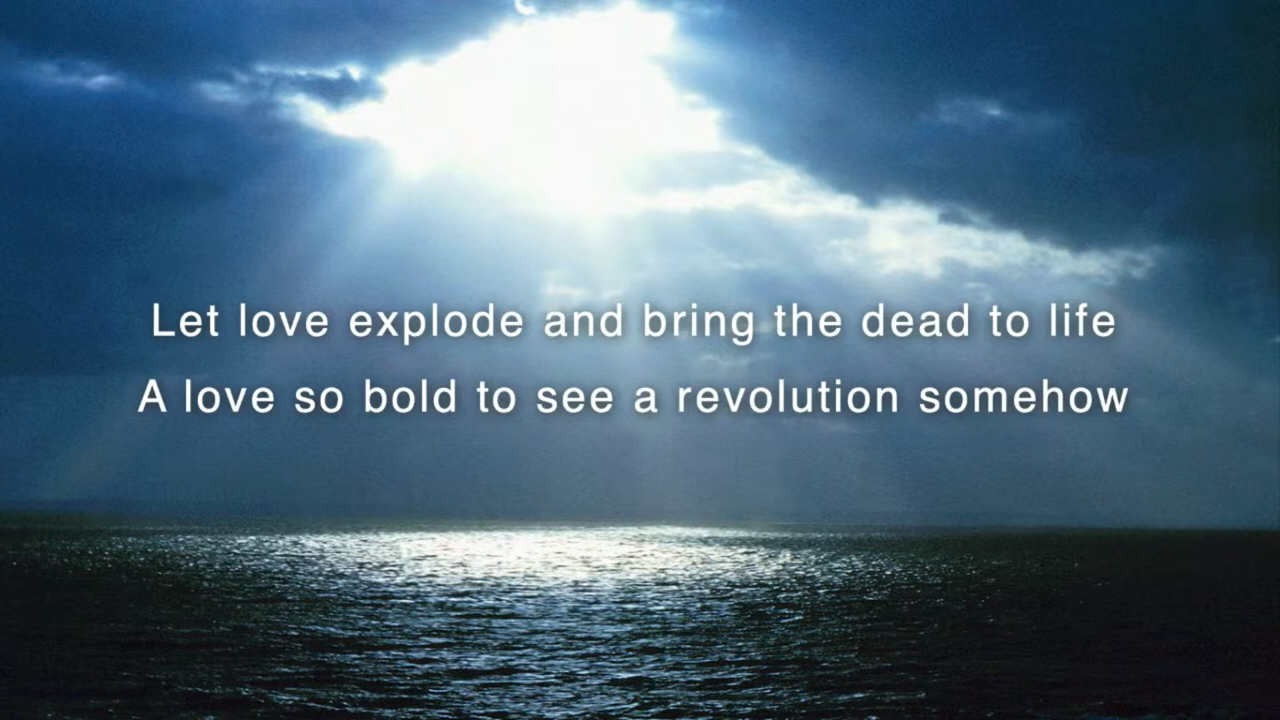 Let love explode and bring the dead to life
A love so bold to see a revolution somehow